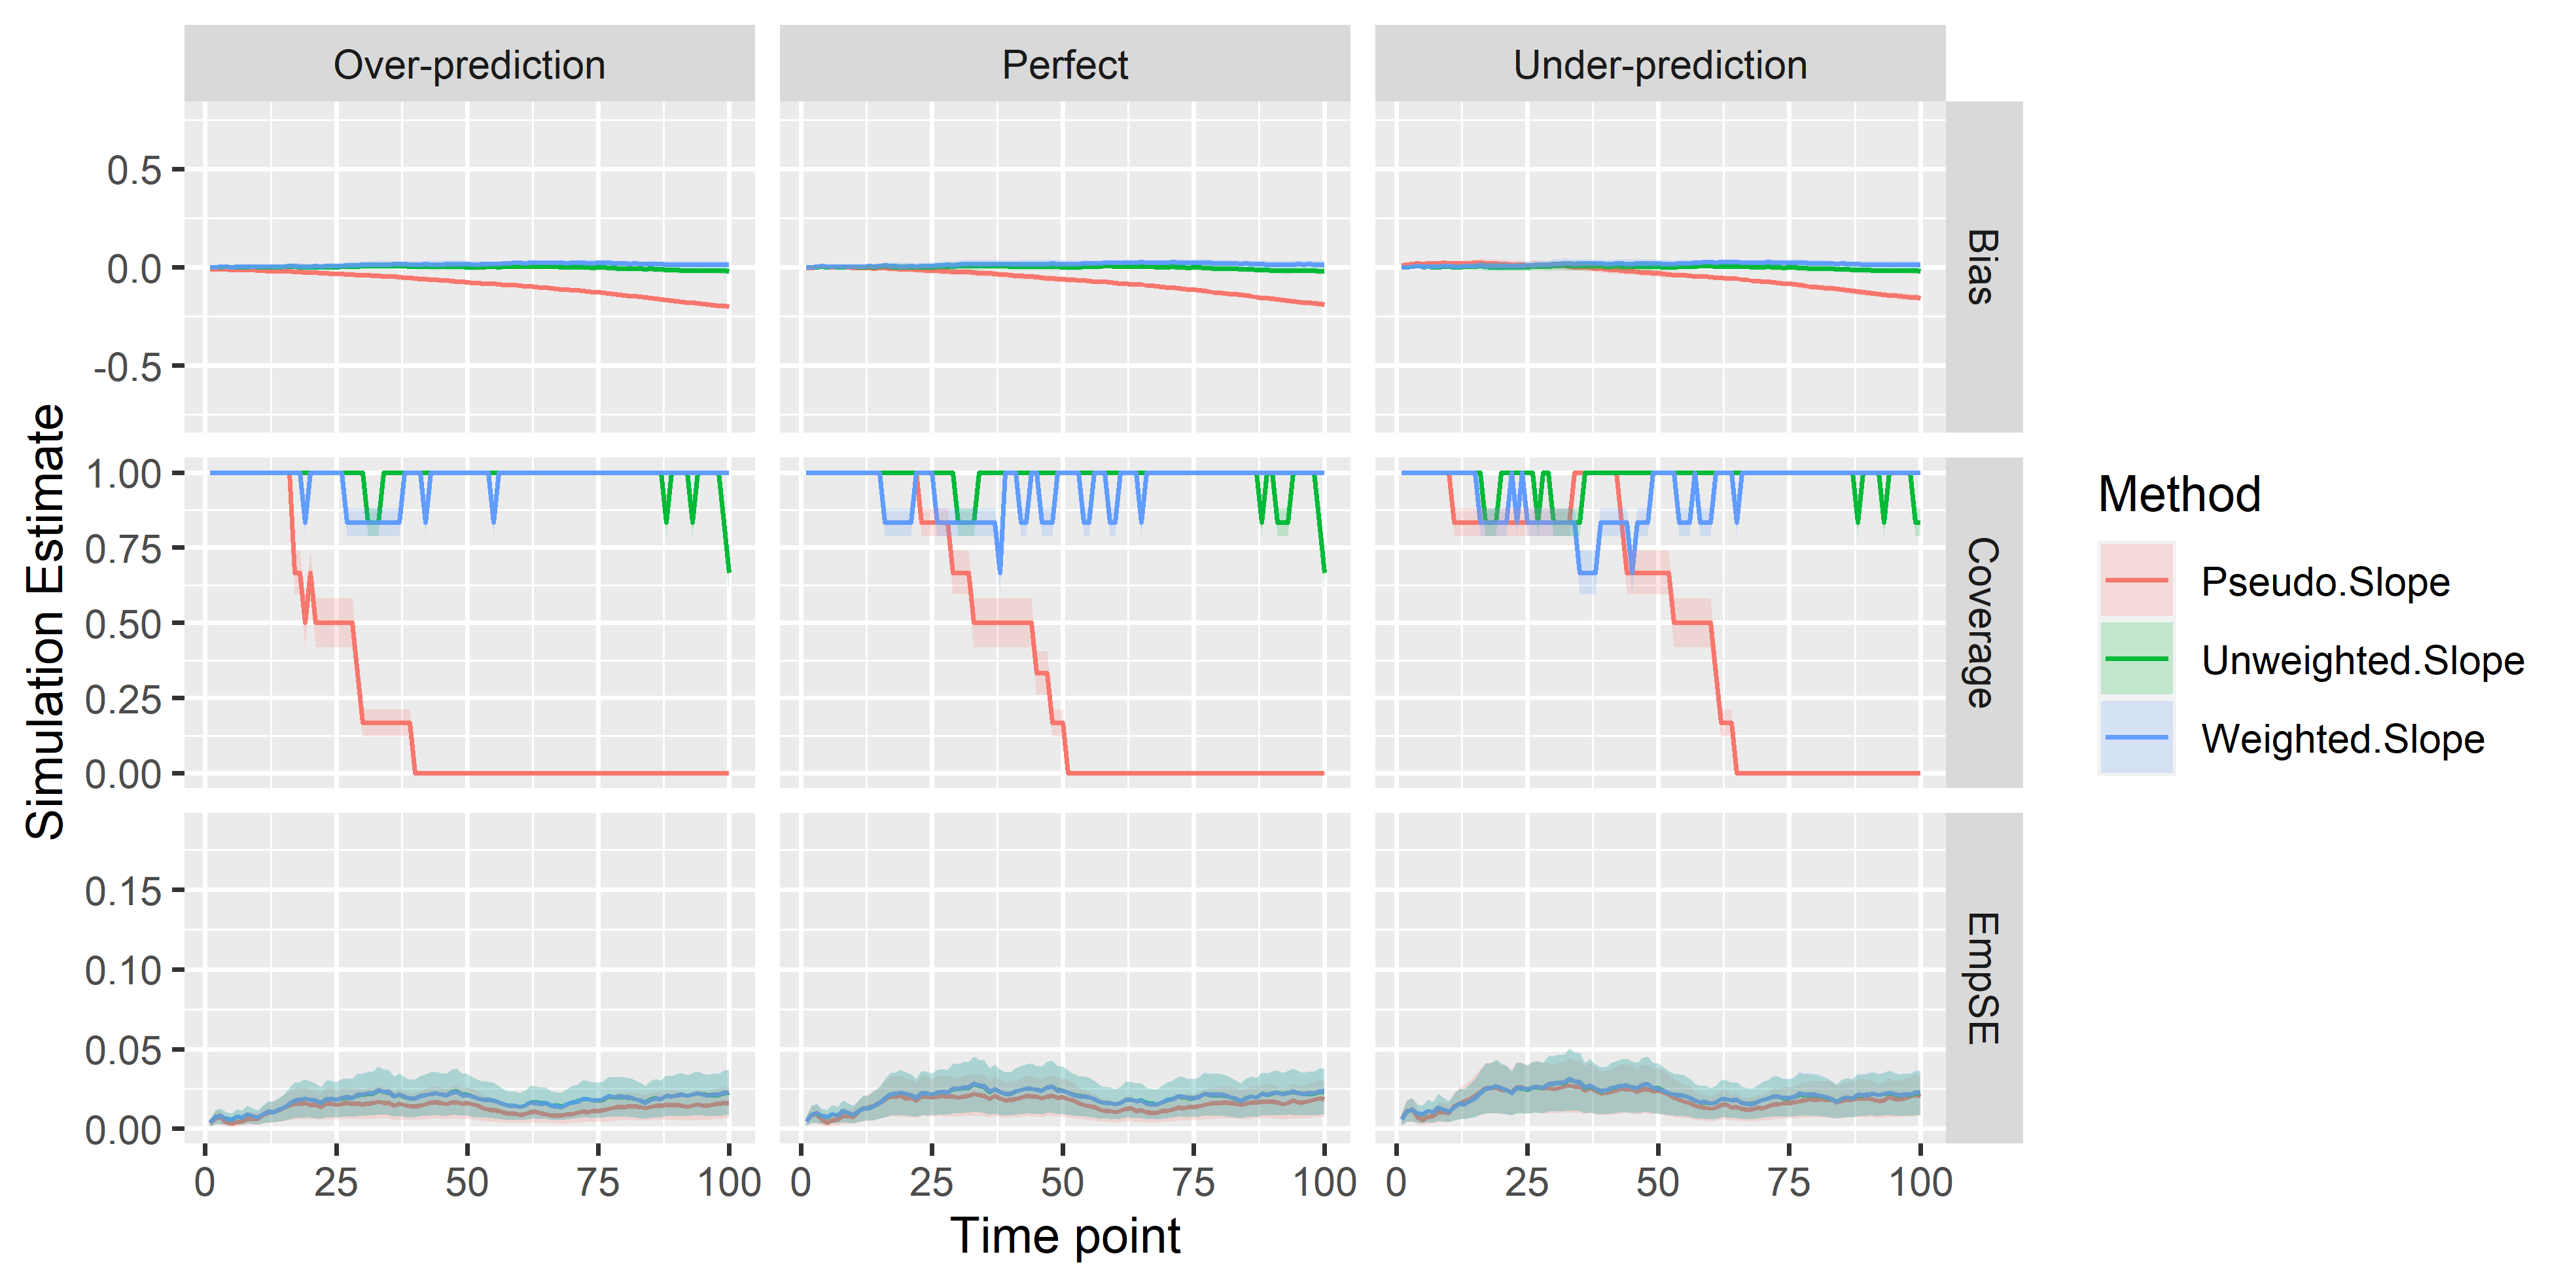 Over-prediction
Perfect
Under-prediction
Simulation Estimate
0.5
0.0
-0.5
Bias
1.00
0.75
0.50
0.25
0.00
Coverage
0.15
0.10
0.05
0.00
EmpSE
0 25 50 75 100
0 25 50 75 100
0 25 50 75 100
Time point
Method
Pseudo.Slope
Unweighted.Slope
Weighted.Slope